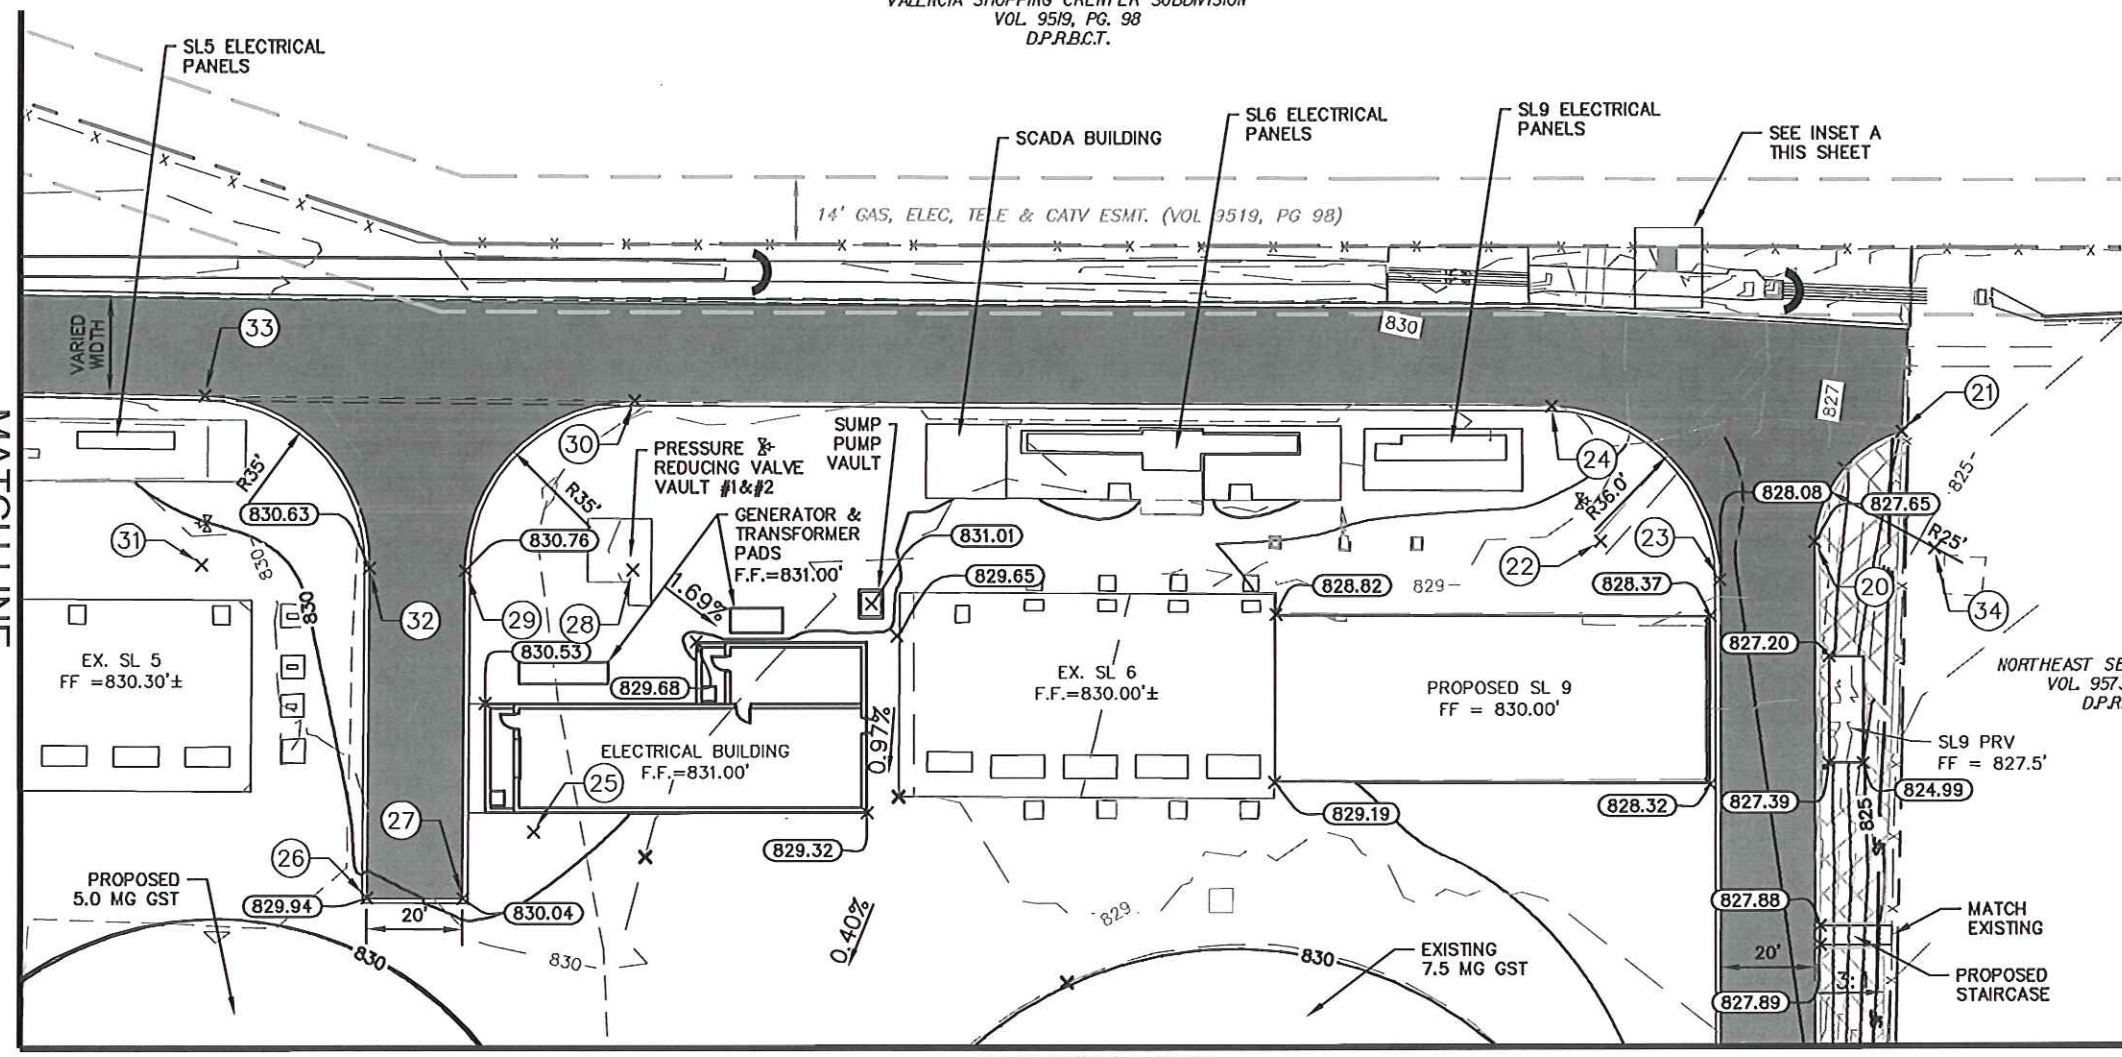 VALENCIA SHOPPING CRENTER SUBDIVISION
VOL. 9519, PG. 98
D.P.R.B.C.T.
SL5 ELECTRICAL
PANELS
SCADA BUILDING
SL6 ELECTRICAL
PANELS
SL9 ELECTRICAL
PANELS
SEE INSET A
THIS SHEET
14' GAS, ELEC, TELE & CATV ESMT. (VOL 9519, PG 98)
VARIED
WIDTH
33
830
827
21
30
R35'
R35'
PRESSURE &
REDUCING VALVE
VAULT #1&#2
SUMP
PUMP
VAULT
24
R36.0'
825
828.08
827.65
830.63
830.76
GENERATOR &
TRANSFORMER
PADS
F.F.=831.00'
831.01
829.65
31
830
830
1.69%
22
23
R25'
828.82
829
828.37
20
34
32
29
28
830.53
829.68
827.20
EX. SL 5
FF =830.30'±
EX. SL 6
F.F.=830.00'±
PROPOSED SL 9
FF = 830.00'
NORTHEAST SE
VOL. 957
D.P.R
0.97%
ELECTRICAL BUILDING
F.F.=831.00'
25
SL9 PRV
FF = 827.5'
827.39
824.99
828.32
829.19
825
27
26
829.32
PROPOSED
5.0 MG GST
829.94
20'
830.04
0.40%
829
827.88
MATCH
EXISTING
830
830
830
EXISTING
7.5 MG GST
20'
3:
PROPOSED
STAIRCASE
827.89
MATCH LINE